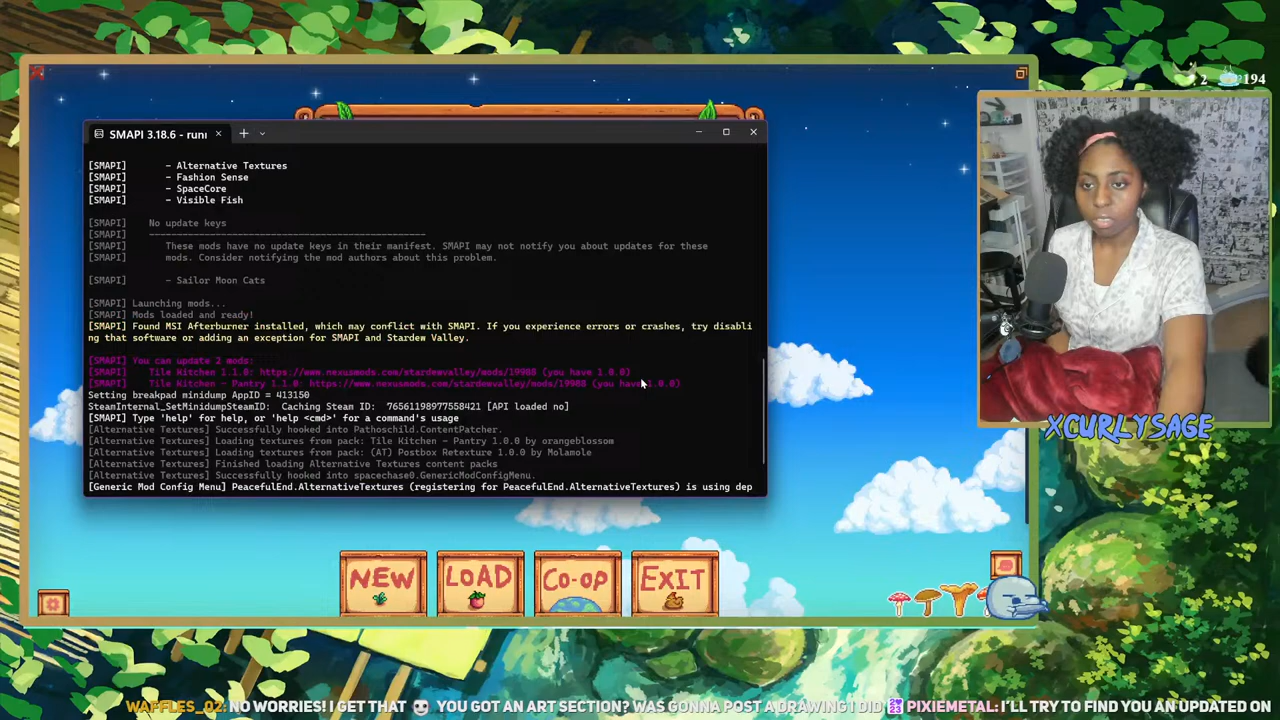 2 194
SMAPI 3.18.6 - runn
[SMAPI] - Alternative Textures
[SMAPI] - Fashion Sense
[SMAPI] - SpaceCore
[SMAPI] - Visible Fish
[SMAPI] No update keys
[SMAPI] --------------------------------------------------
[SMAPI] These mods have no update keys in their manifest. SMAPI may not notify you about updates for these
[SMAPI] mods. Consider notifying the mod authors about this problem.
[SMAPI] - Sailor Moon Cats
[SMAPI] Launching mods...
[SMAPI] Mods loaded and ready!
[SMAPI] Found MSI Afterburner installed, which may conflict with SMAPI. If you experience errors or crashes, try disabli
ng that software or adding an exception for SMAPI and Stardew Valley.
[SMAPI] You can update 2 mods:
[SMAPI] Tile Kitchen 1.1.0: https://www.nexusmods.com/stardewvalley/mods/19988 (you have 1.0.0)
[SMAPI] Tile Kitchen - Pantry 1.1.0: https://www.nexusmods.com/stardewvalley/mods/19988 (you have 1.0.0)
Setting breakpad minidump AppID = 413150
SteamInternal_SetMinidumpSteamID: Caching Steam ID: 76561198977558421 [API loaded no]
[SMAPI] Type 'help' for help, or 'help <cmd>' for a command's usage
[Alternative Textures] Successfully hooked into Pathoschild.ContentPatcher.
[Alternative Textures] Loading textures from pack: Tile Kitchen - Pantry 1.0.0 by orangeblossom
[Alternative Textures] Loading textures from pack: (AT) Postbox Retexture 1.0.0 by Molamole
[Alternative Textures] Finished loading Alternative Textures content packs
[Alternative Textures] Successfully hooked into spacechase0.GenericModConfigMenu.
[Generic Mod Config Menu] PeacefulEnd.AlternativeTextures (registering for PeacefulEnd.AlternativeTextures) is using dep
XCURLYSAGE
NEW LOAD CO-OP EXIT
WAFFLES_02: NO WORRIES! I GET THAT YOU GOT AN ART SECTION? WAS GONNA POST A DRAWING I DID PIXIEMETAL: I'LL TRY TO FIND YOU AN UPDATED ON